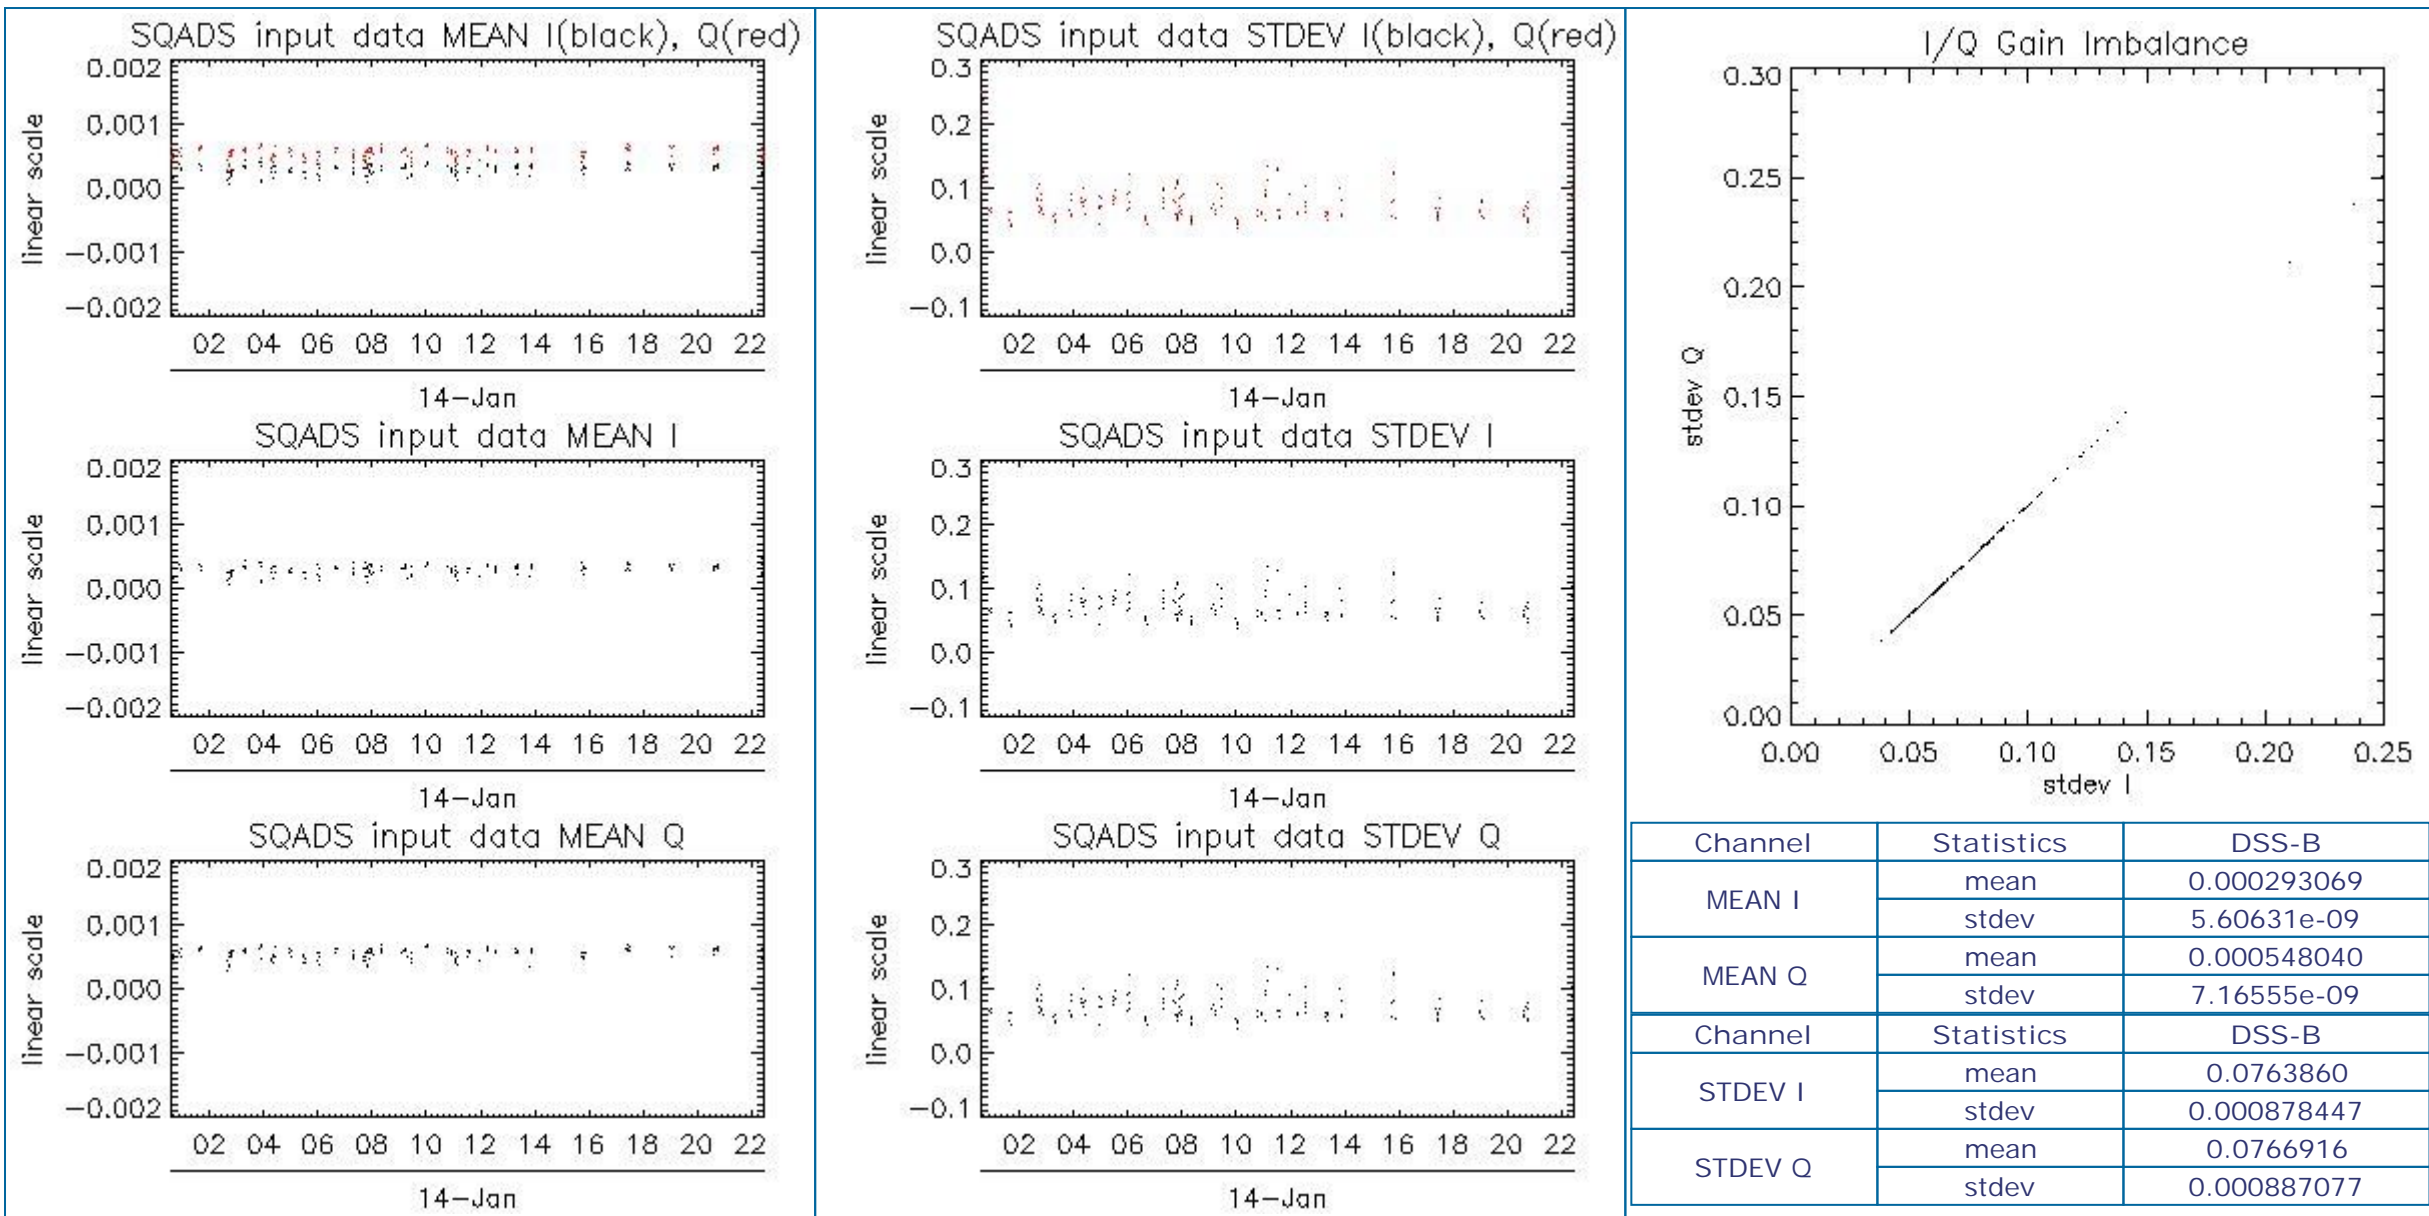 SQADS input data MEAN I(black), Q(red)
0.002
0.001
0.000
-0.001
-0.002
linear scale
02 04 06 08 10 12 14 16 18 20 22
14-Jan
SQADS input data MEAN I
0.002
0.001
0.000
-0.001
-0.002
linear scale
02 04 06 08 10 12 14 16 18 20 22
14-Jan
SQADS input data MEAN Q
0.002
0.001
0.000
-0.001
-0.002
linear scale
02 04 06 08 10 12 14 16 18 20 22
14-Jan
SQADS input data STDEV I(black), Q(red)
0.3
0.2
0.1
0.0
-0.1
linear scale
02 04 06 08 10 12 14 16 18 20 22
14-Jan
SQADS input data STDEV I
0.3
0.2
0.1
0.0
-0.1
linear scale
02 04 06 08 10 12 14 16 18 20 22
14-Jan
SQADS input data STDEV Q
0.3
0.2
0.1
0.0
-0.1
linear scale
02 04 06 08 10 12 14 16 18 20 22
14-Jan
I/Q Gain Imbalance
0.30
0.25
0.20
0.15
0.10
0.05
0.00
stdev Q
0.00 0.05 0.10 0.15 0.20 0.25
stdev I
Channel Statistics DSS-B
MEAN I mean 0.000293069
stdev 5.60631e-09
MEAN Q mean 0.000548040
stdev 7.16555e-09
Channel Statistics DSS-B
STDEV I mean 0.0763860
stdev 0.000878447
STDEV Q mean 0.0766916
stdev 0.000887077